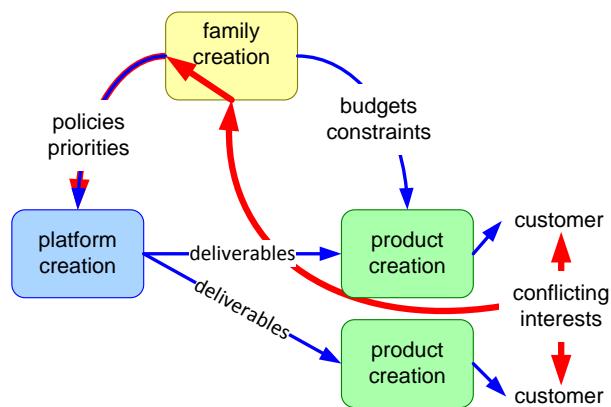 family
creation
budgets
constraints
policies
priorities
platform
creation
deliverables
product
creation
customer
deliverables
conflicting
interests
product
creation
customer